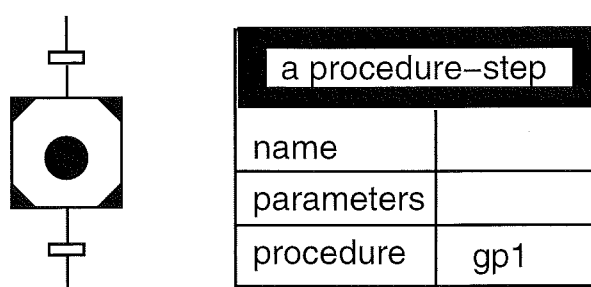 a procedure–step
name
parameters
procedure gp1